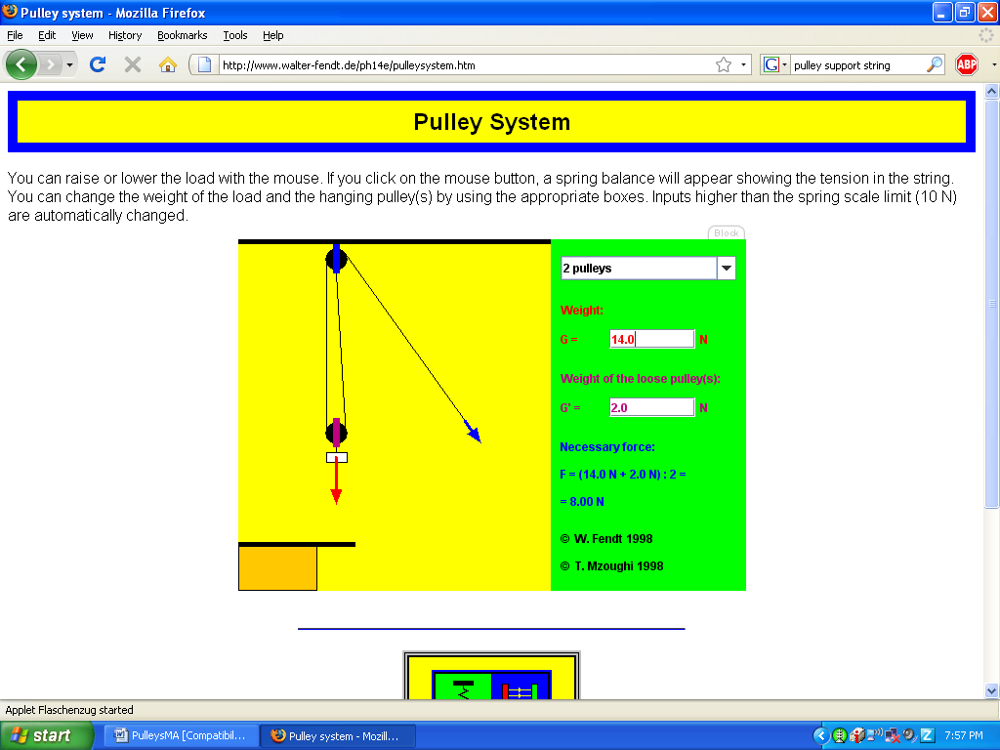 Pulley system - Mozilla Firefox
File Edit View History Bookmarks Tools Help
http://www.walter-fendt.de/ph14e/pulleysystem.htm
G
pulley support string
ABP
Pulley System
You can raise or lower the load with the mouse. If you click on the mouse button, a spring balance will appear showing the tension in the string.
You can change the weight of the load and the hanging pulley(s) by using the appropriate boxes. Inputs higher than the spring scale limit (10 N)
are automatically changed.
Block
2 pulleys
Weight:
G = 14.0 N
Weight of the loose pulley(s):
G' = 2.0 N
Necessary force:
F = (14.0 N + 2.0 N) : 2 =
= 8.00 N
© W. Fendt 1998
© T. Mzoughi 1998
Applet Flaschenzug started
start
PulleysMA [Compatibil...
Pulley system - Mozill...
Z
7:57 PM